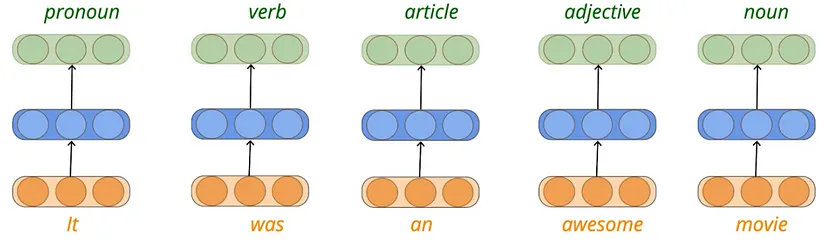 pronoun verb article adjective noun
It was an awesome movie